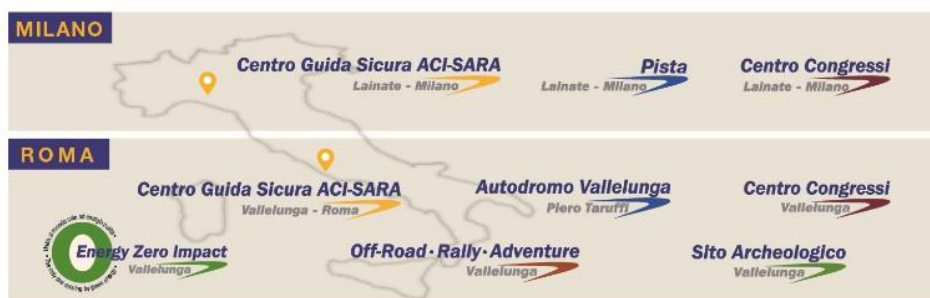 MILANO
Centro Guida Sicura ACI-SARA
Lainate - Milano
Pista
Lainate - Milano
Centro Congressi
Lainate - Milano
ROMA
Centro Guida Sicura ACI-SARA
Vallelunga - Roma
Autodromo Vallelunga
Piero Taruffi
Centro Congressi
Vallelunga
Energy Zero Impact
Vallelunga
Off-Road·Rally·Adventure
Vallelunga
Sito Archeologico
Vallelunga